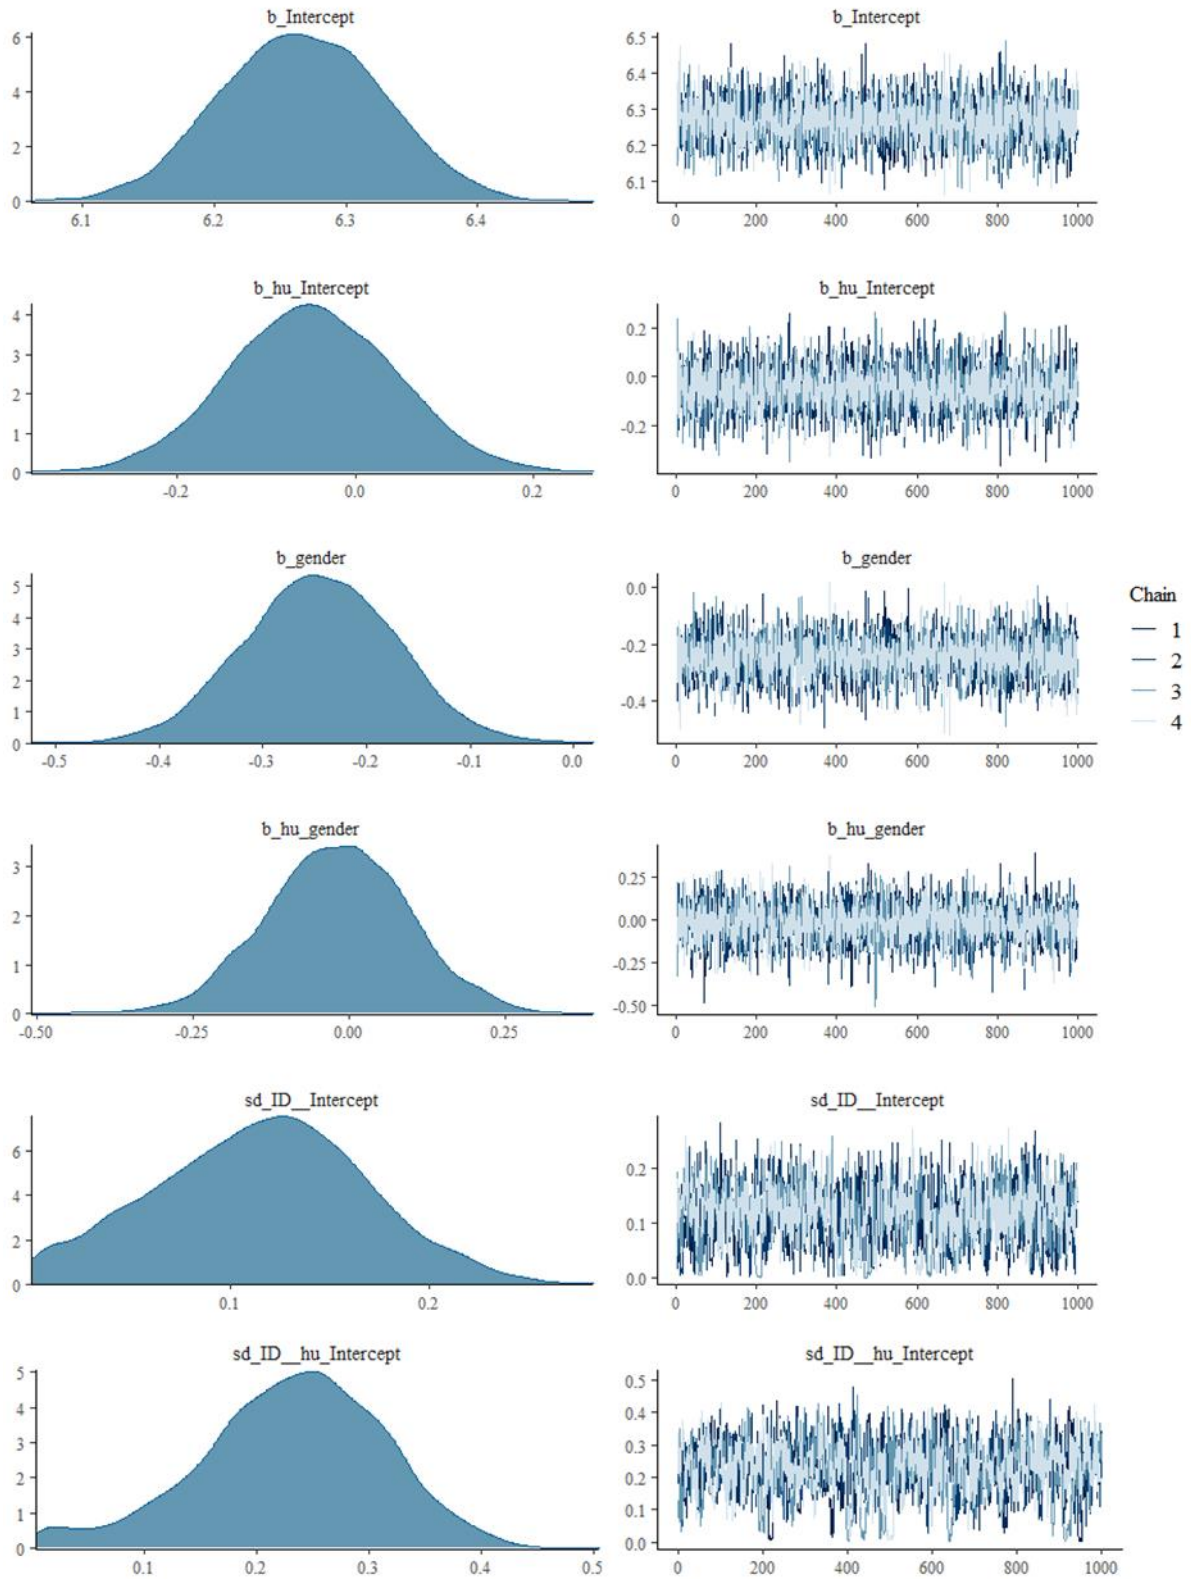 b_Intercept
b_Intercept
6
4
2
0
6.1 6.2 6.3 6.4
6.5
6.4
6.3
6.2
6.1
0 200 400 600 800 1000
b_hu_Intercept
b_hu_Intercept
4
3
2
1
0
-0.2 0.0 0.2
0.2
0.0
-0.2
0 200 400 600 800 1000
b_gender
b_gender
5
4
3
2
1
0
-0.5 -0.4 -0.3 -0.2 -0.1 0.0
0.0
-0.2
-0.4
0 200 400 600 800 1000
Chain
1
2
3
4
b_hu_gender
b_hu_gender
3
2
1
0
-0.50 -0.25 0.00 0.25
0.25
0.00
-0.25
-0.50
0 200 400 600 800 1000
sd_ID__Intercept
sd_ID__Intercept
6
4
2
0
0.1 0.2
0.2
0.1
0.0
0 200 400 600 800 1000
sd_ID__hu_Intercept
sd_ID__hu_Intercept
5
4
3
2
1
0
0.1 0.2 0.3 0.4 0.5
0.5
0.4
0.3
0.2
0.1
0.0
0 200 400 600 800 1000